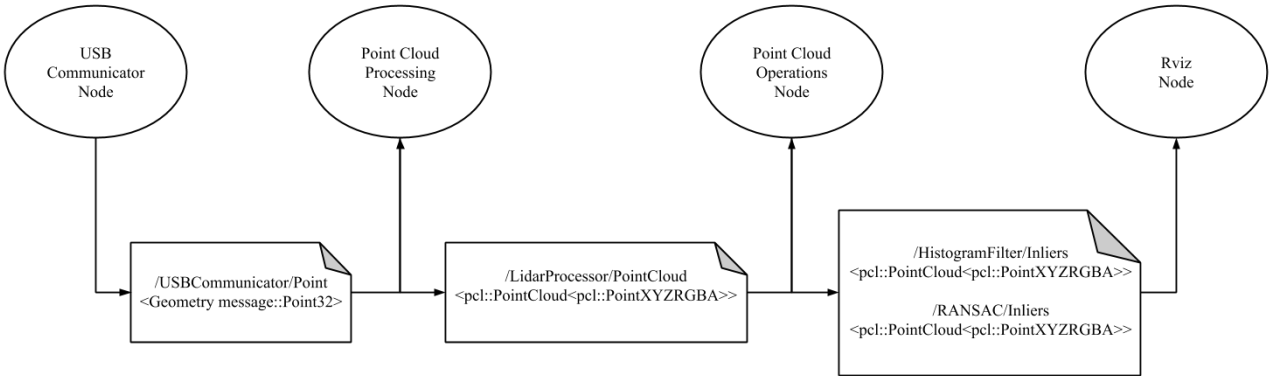 USB
Communicator
Node
Point Cloud
Processing
Node
Point Cloud
Operations
Node
Rviz
Node
/USBCommunicator/Point
<Geometry message::Point32>
/LidarProcessor/PointCloud
<pcl::PointCloud<pcl::PointXYZRGBA>>
/HistogramFilter/Inliers
<pcl::PointCloud<pcl::PointXYZRGBA>>
/RANSAC/Inliers
<pcl::PointCloud<pcl::PointXYZRGBA>>